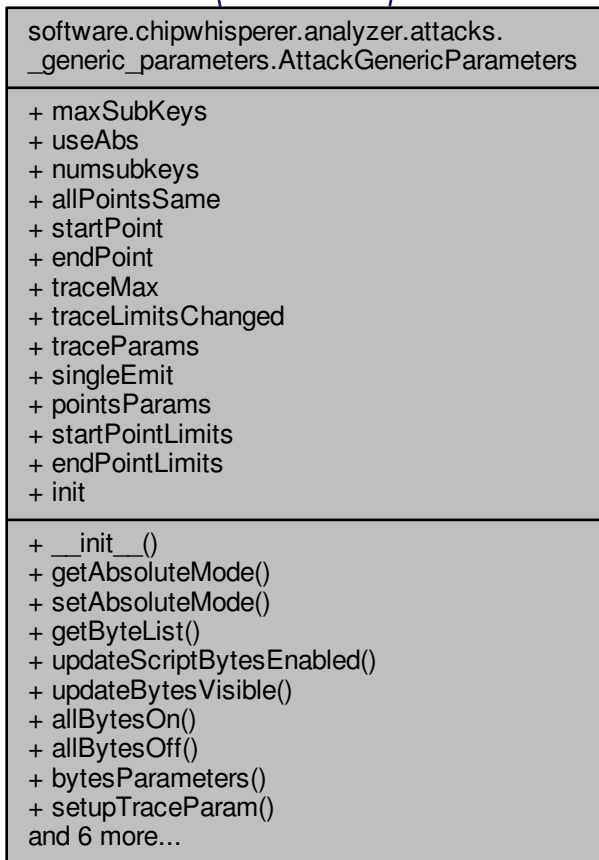 software.chipwhisperer.analyzer.attacks.
_generic_parameters.AttackGenericParameters
+ maxSubKeys
+ useAbs
+ numsubkeys
+ allPointsSame
+ startPoint
+ endPoint
+ traceMax
+ traceLimitsChanged
+ traceParams
+ singleEmit
+ pointsParams
+ startPointLimits
+ endPointLimits
+ init
+ __init__()
+ getAbsoluteMode()
+ setAbsoluteMode()
+ getByteList()
+ updateScriptBytesEnabled()
+ updateBytesVisible()
+ allBytesOn()
+ allBytesOff()
+ bytesParameters()
+ setupTraceParam()
and 6 more...